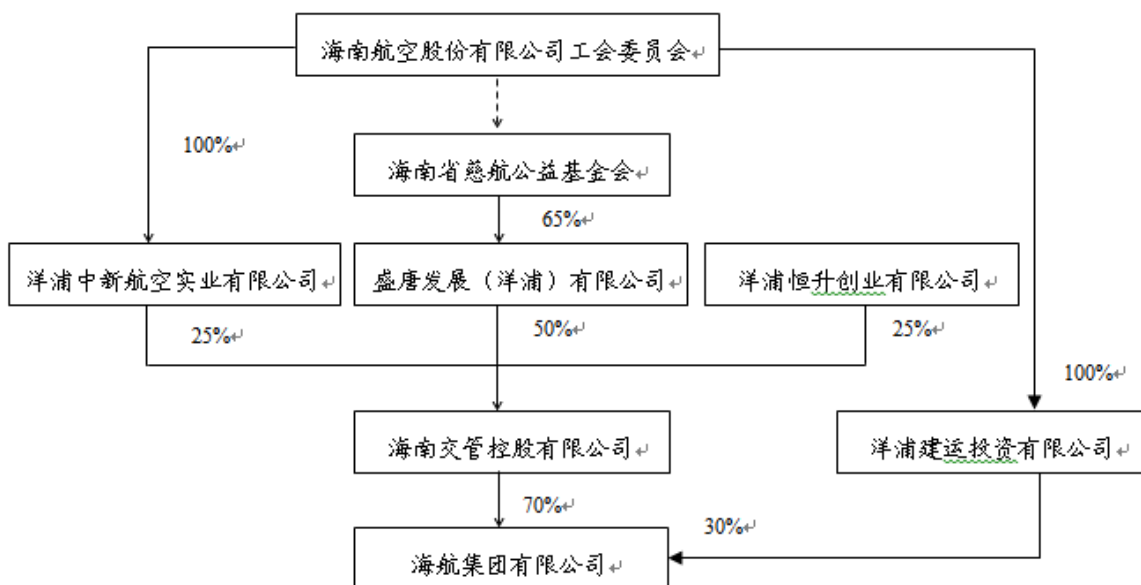 海南航空股份有限公司工会委员会↵
100%↵
海南省慈航公益基金会↵
65%↵
洋浦中新航空实业有限公司↵
盛唐发展（洋浦）有限公司↵
洋浦恒升创业有限公司↵
25%↵
50%↵
25%↵
100%↵
海南交管控股有限公司↵
洋浦建运投资有限公司↵
70%↵
30%↵
海航集团有限公司↵